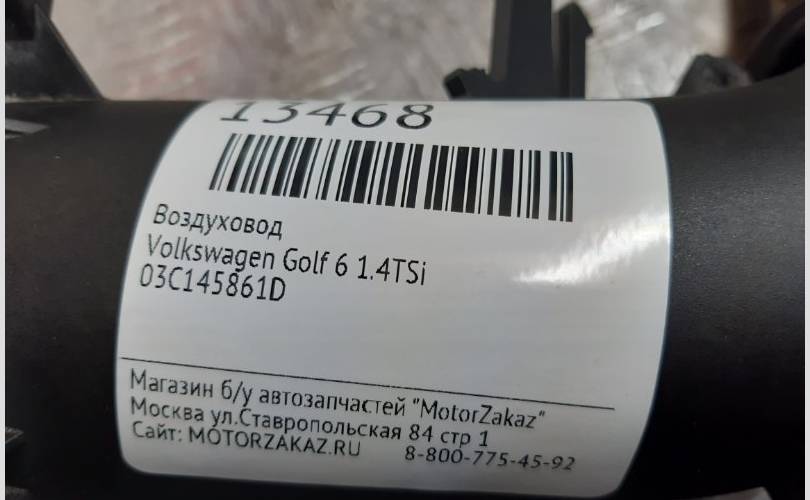 13468
Воздуховод
Volkswagen Golf 6 1.4TSi
03C145861D
Магазин б/у автозапчастей "MotorZakaz"
Москва ул.Ставропольская 84 стр 1
Сайт: MOTORZAKAZ.RU 8-800-775-45-92